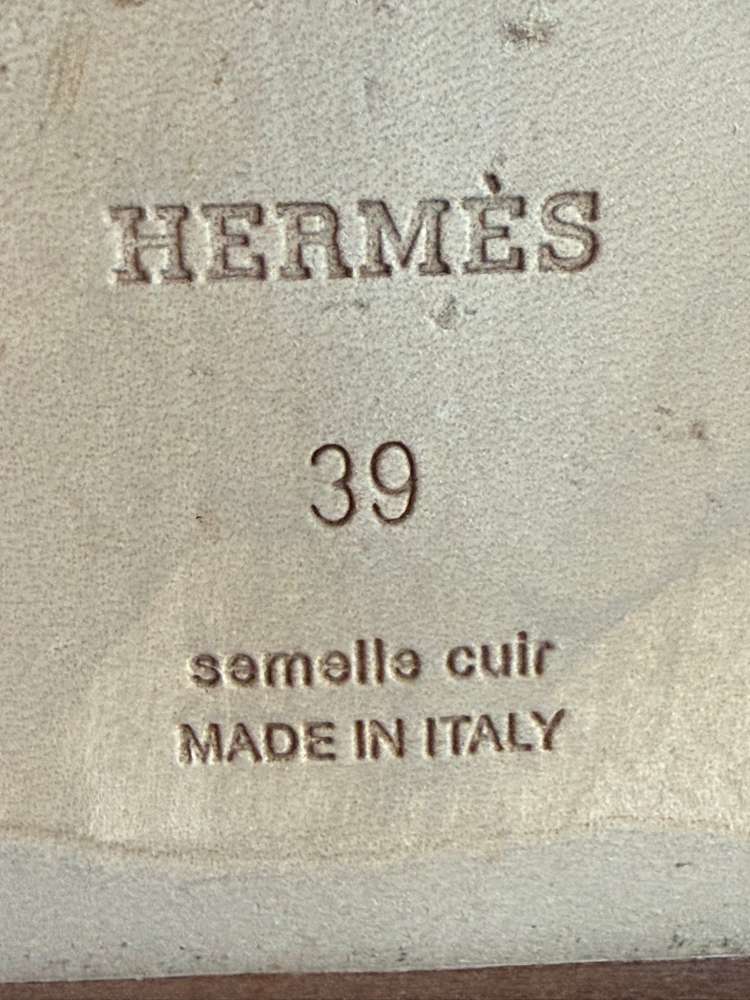 HERMÈS
39
semelle cuir
MADE IN ITALY